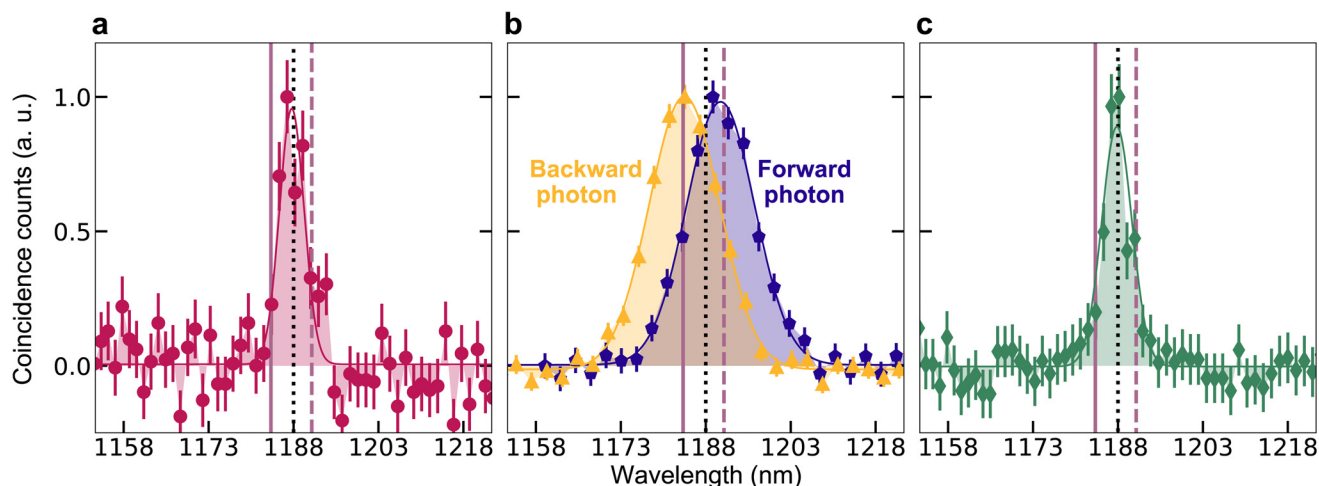 a
b
c
Coincidence counts (a. u.)
1.0
0.5
0.0
Backward
photon
Forward
photon
1158 1173 1188 1203 1218
1158 1173 1188 1203 1218
1158 1173 1188 1203 1218
Wavelength (nm)